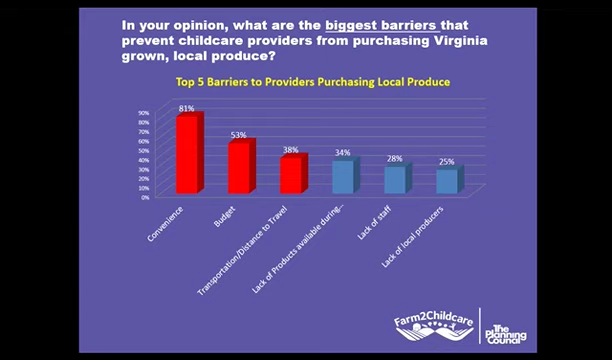 In your opinion, what are the biggest barriers that
prevent childcare providers from purchasing Virginia
grown, local produce?
Top 5 Barriers to Providers Purchasing Local Produce
90%
80%
70%
60%
50%
40%
30%
20%
10%
0%
81%
53%
38%
34%
28%
25%
Convenience
Budget
Transportation/Distance to Travel
Lack of Products available during...
Lack of staff
Lack of local producers
Farm2Childcare
The
Planning
Council